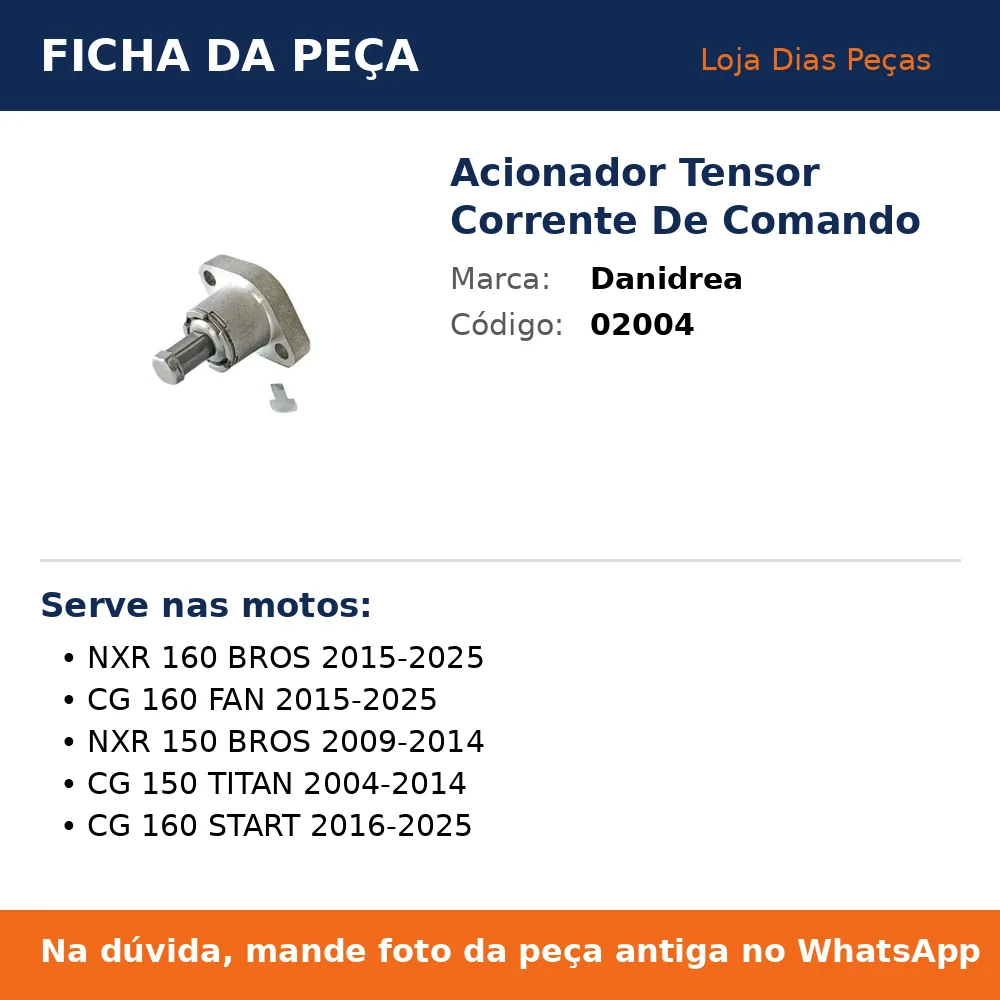 FICHA DA PEÇA
Loja Dias Peças
Acionador Tensor
Corrente De Comando
Marca: Danidrea
Código: 02004
Serve nas motos:
• NXR 160 BROS 2015-2025
• CG 160 FAN 2015-2025
• NXR 150 BROS 2009-2014
• CG 150 TITAN 2004-2014
• CG 160 START 2016-2025
Na dúvida, mande foto da peça antiga no WhatsApp